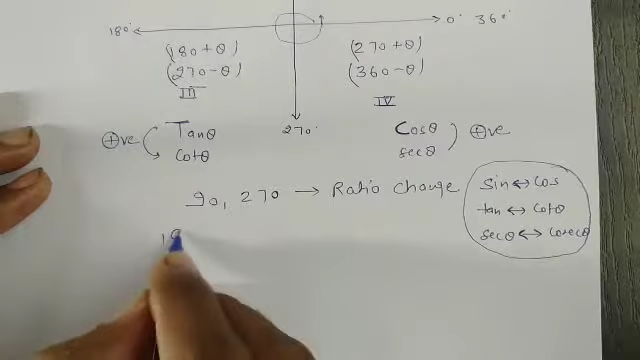 180° 0° 360°
(180+θ) (270+θ)
(270-θ) (360-θ)
III IV
270°
⊕ve Tanθ Cosθ ⊕ve
Cotθ secθ
90, 270 → Ratio Change
sin ↔ Cos
tan ↔ Cotθ
secθ ↔ Cosecθ
18